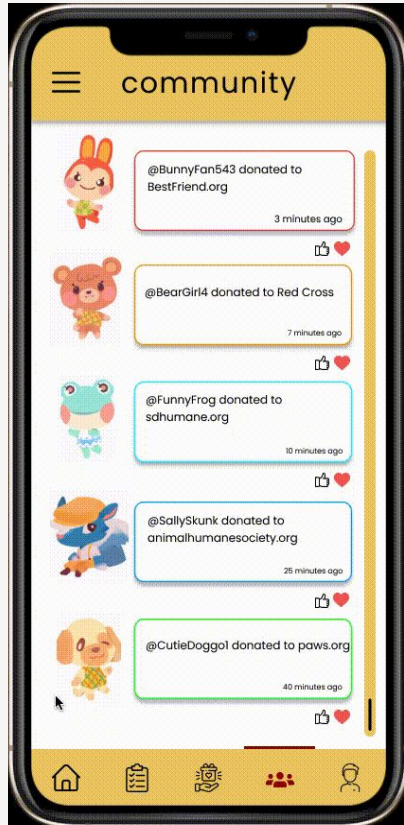 community
@BunnyFan543 donated to
BestFriend.org
3 minutes ago
@BearGirl4 donated to Red Cross
7 minutes ago
@FunnyFrog donated to
sdhumane.org
10 minutes ago
@SallySkunk donated to
animalhumanesociety.org
25 minutes ago
@CutieDoggo1 donated to paws.org
40 minutes ago